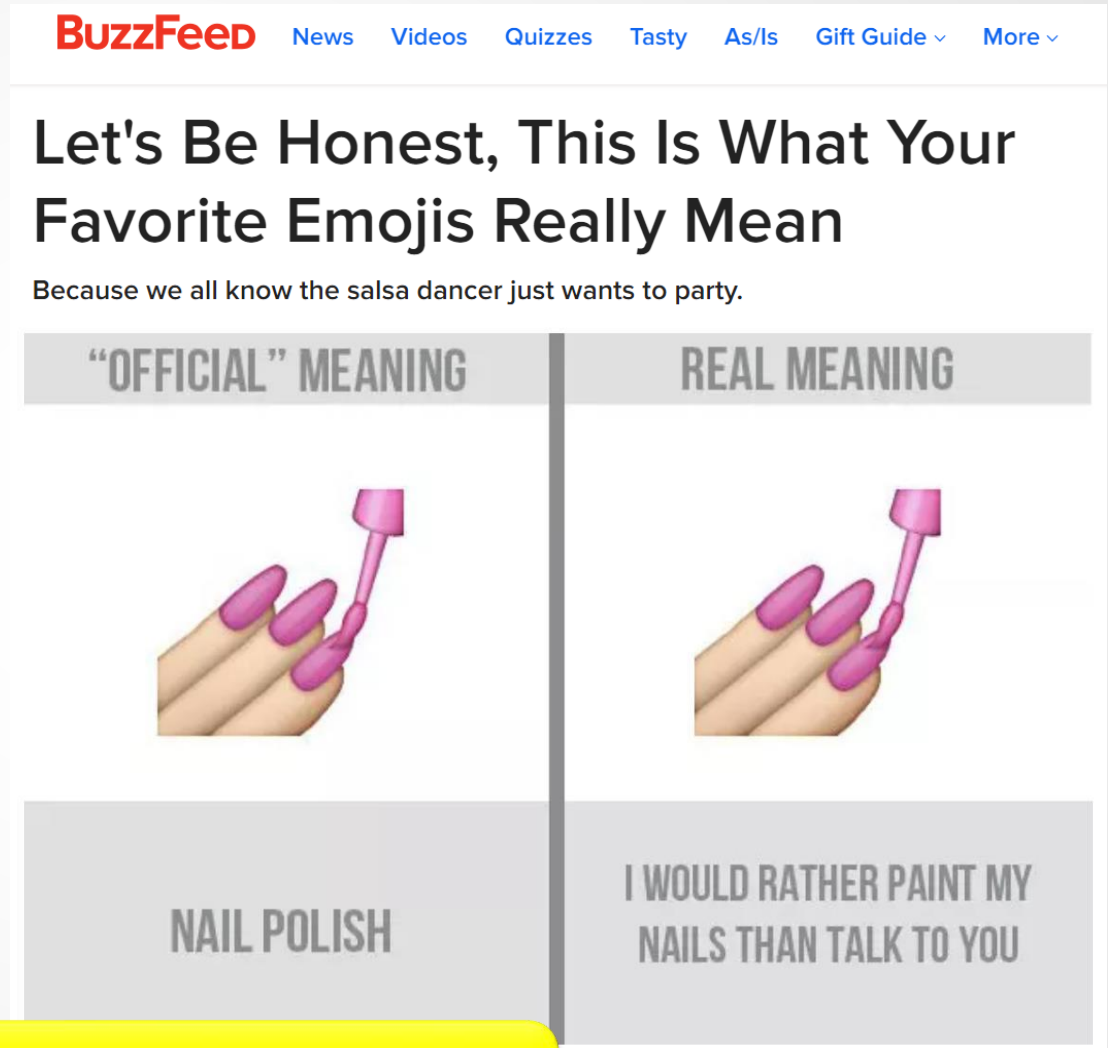 BuzzFeed News Videos Quizzes Tasty As/Is Gift Guide More
Let's Be Honest, This Is What Your
Favorite Emojis Really Mean
Because we all know the salsa dancer just wants to party.
“OFFICIAL” MEANING
REAL MEANING
NAIL POLISH
I WOULD RATHER PAINT MY
NAILS THAN TALK TO YOU